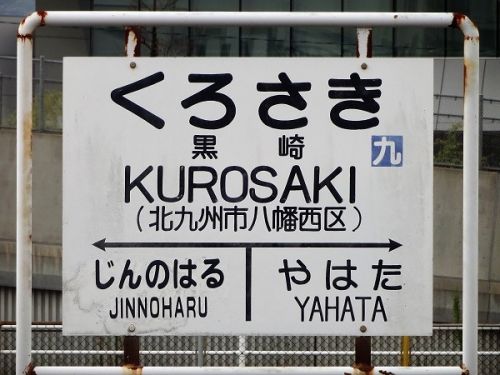 くろさき
黒崎
九
KUROSAKI
(北九州市八幡西区)
じんのはる やはた
JINNOHARU YAHATA